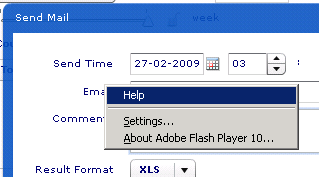 week
Send Mail
Send Time 27-02-2009 03 :
Ema
Help
Comment
Settings...
About Adobe Flash Player 10...
Result Format XLS